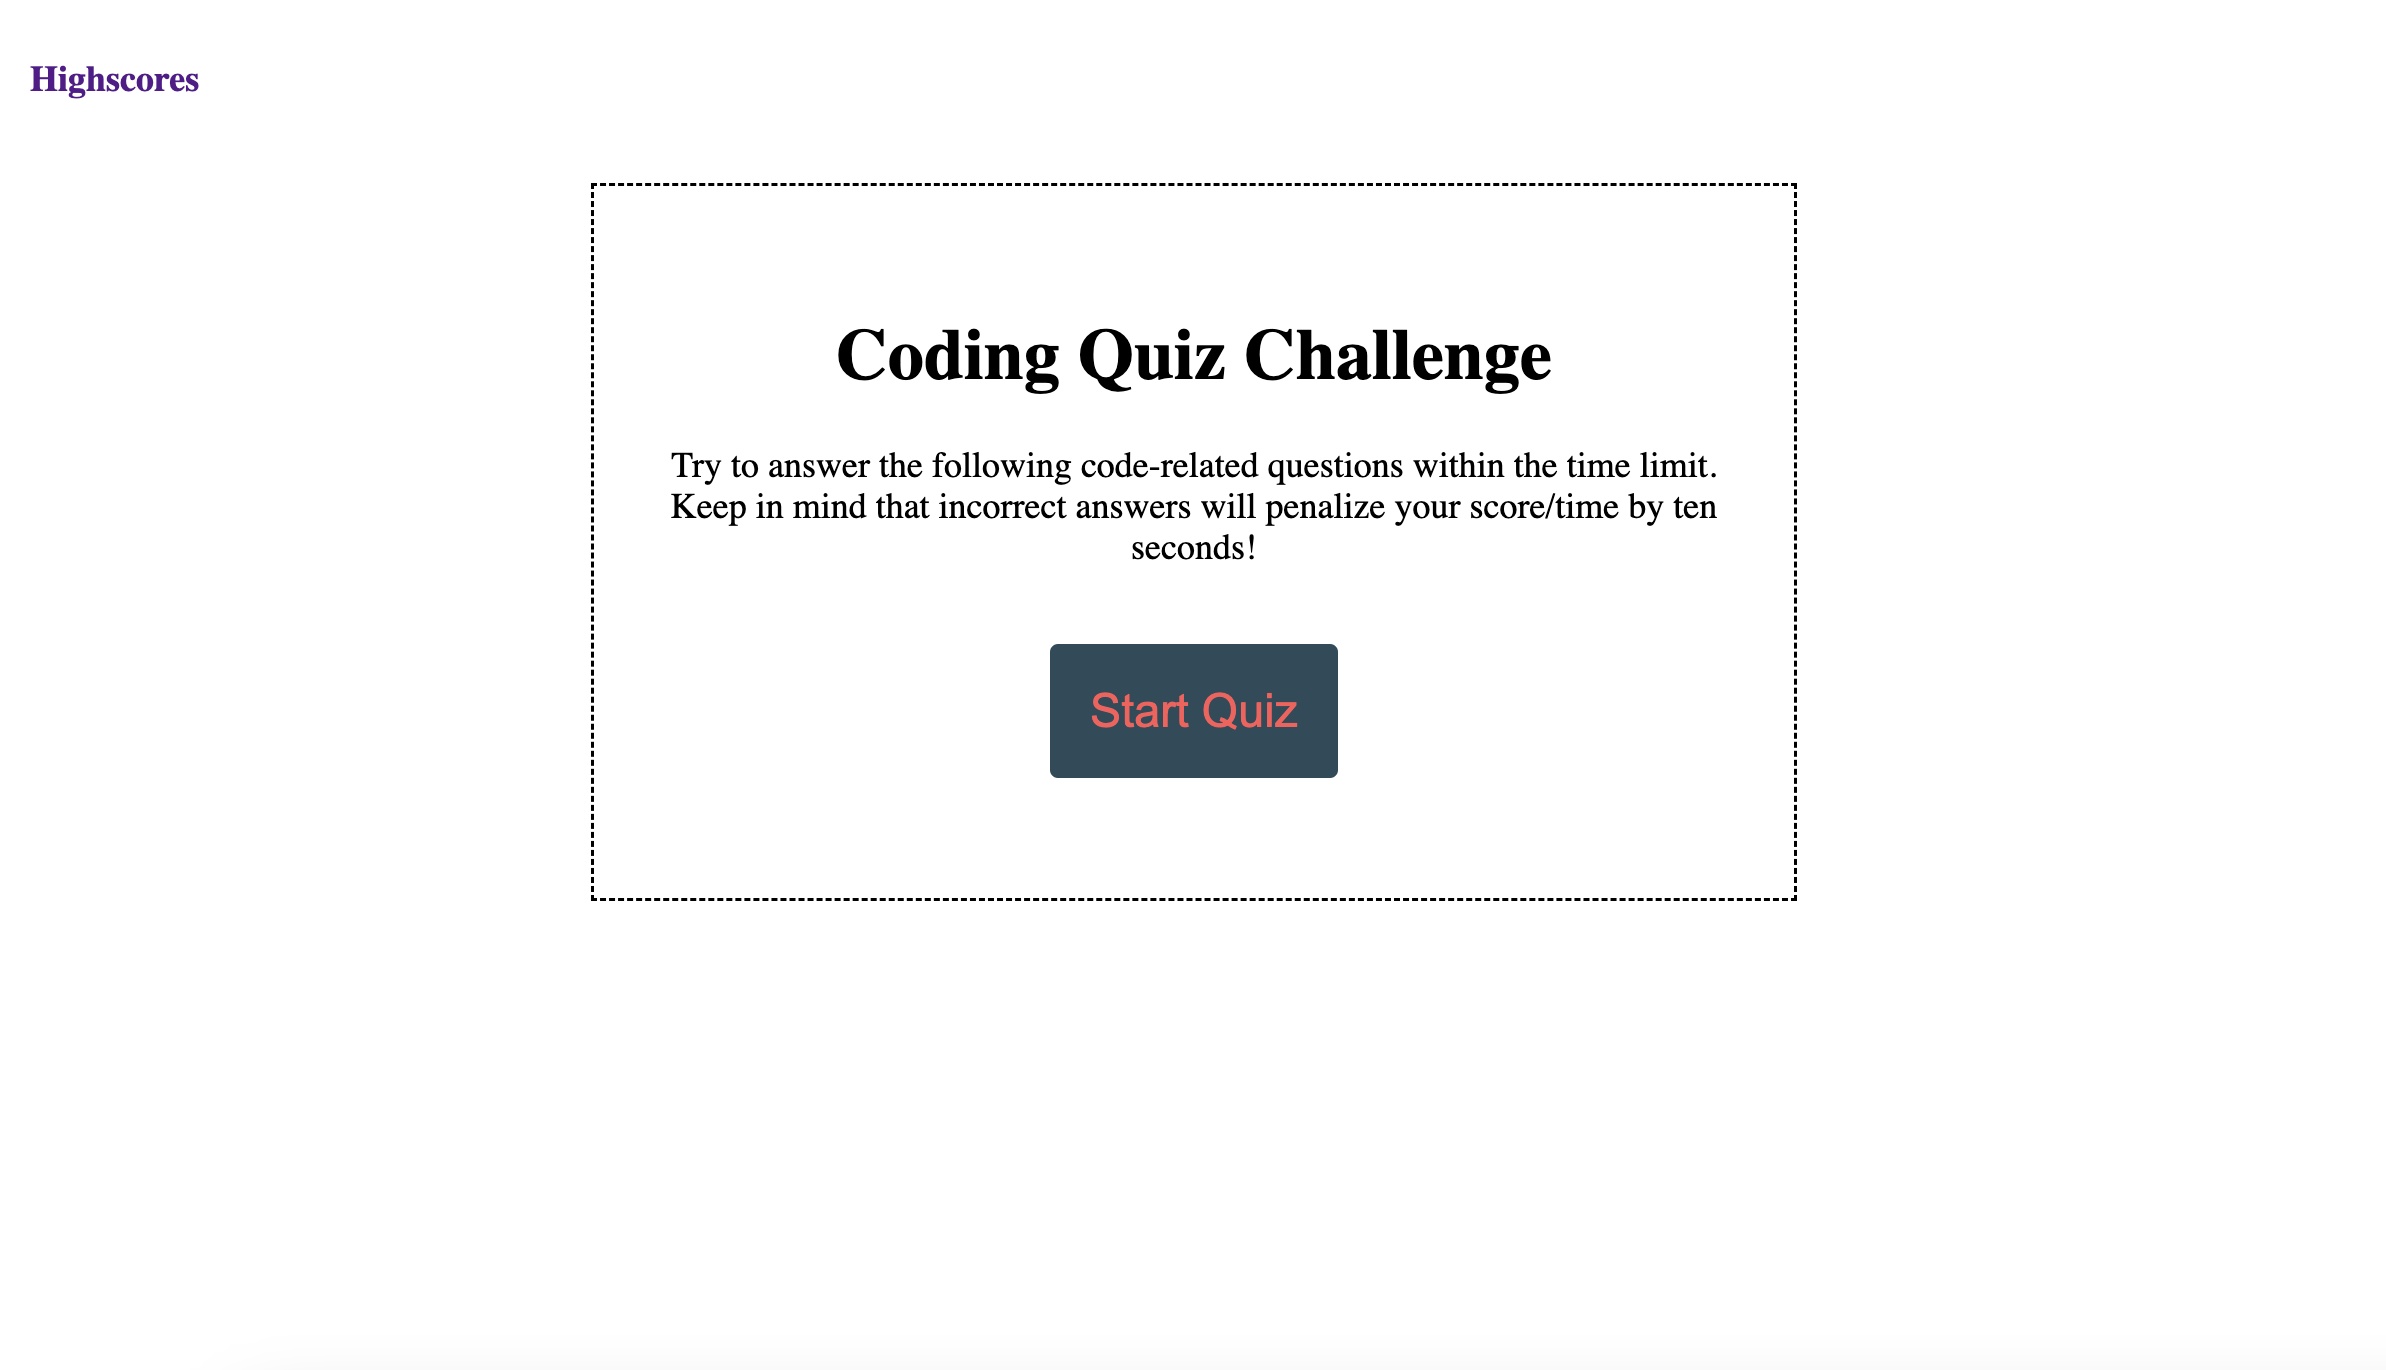 Highscores
Coding Quiz Challenge
Try to answer the following code-related questions within the time limit.
Keep in mind that incorrect answers will penalize your score/time by ten
seconds!
Start Quiz